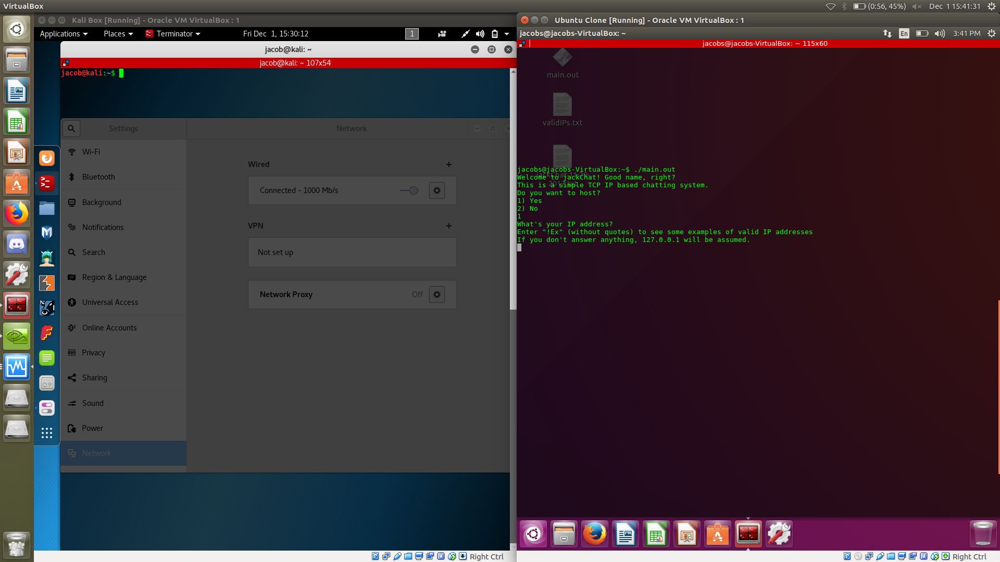 VirtualBox
(0:56, 45%)
Dec 1 15:41:31
Kali Box [Running] - Oracle VM VirtualBox : 1
Applications
Places
Terminator
Fri Dec 1, 15:30:12
1
jacob@kali: ~
jacob@kali: ~ 107x54
jacob@kali:~$
Settings
Network
Wi-Fi
Bluetooth
Background
Notifications
Search
Region & Language
Universal Access
Online Accounts
Privacy
Sharing
Sound
Power
Network
Wired
Connected - 1000 Mb/s
VPN
Not set up
Network Proxy
Off
Right Ctrl
Ubuntu Clone [Running] - Oracle VM VirtualBox : 1
jacobs@jacobs-VirtualBox: ~
En
3:41 PM
jacobs@jacobs-VirtualBox: ~ 115x60
main.out
validIPs.txt
jacobs@jacobs-VirtualBox:~$ ./main.out
Welcome to jackchat! Good name, right?
This is a simple TCP IP based chatting system.
Do you want to host?
1) Yes
2) No
1
What's your IP address?
Enter "!Ex" (without quotes) to see some examples of valid IP addresses
If you don't answer anything, 127.0.0.1 will be assumed.
Right Ctrl